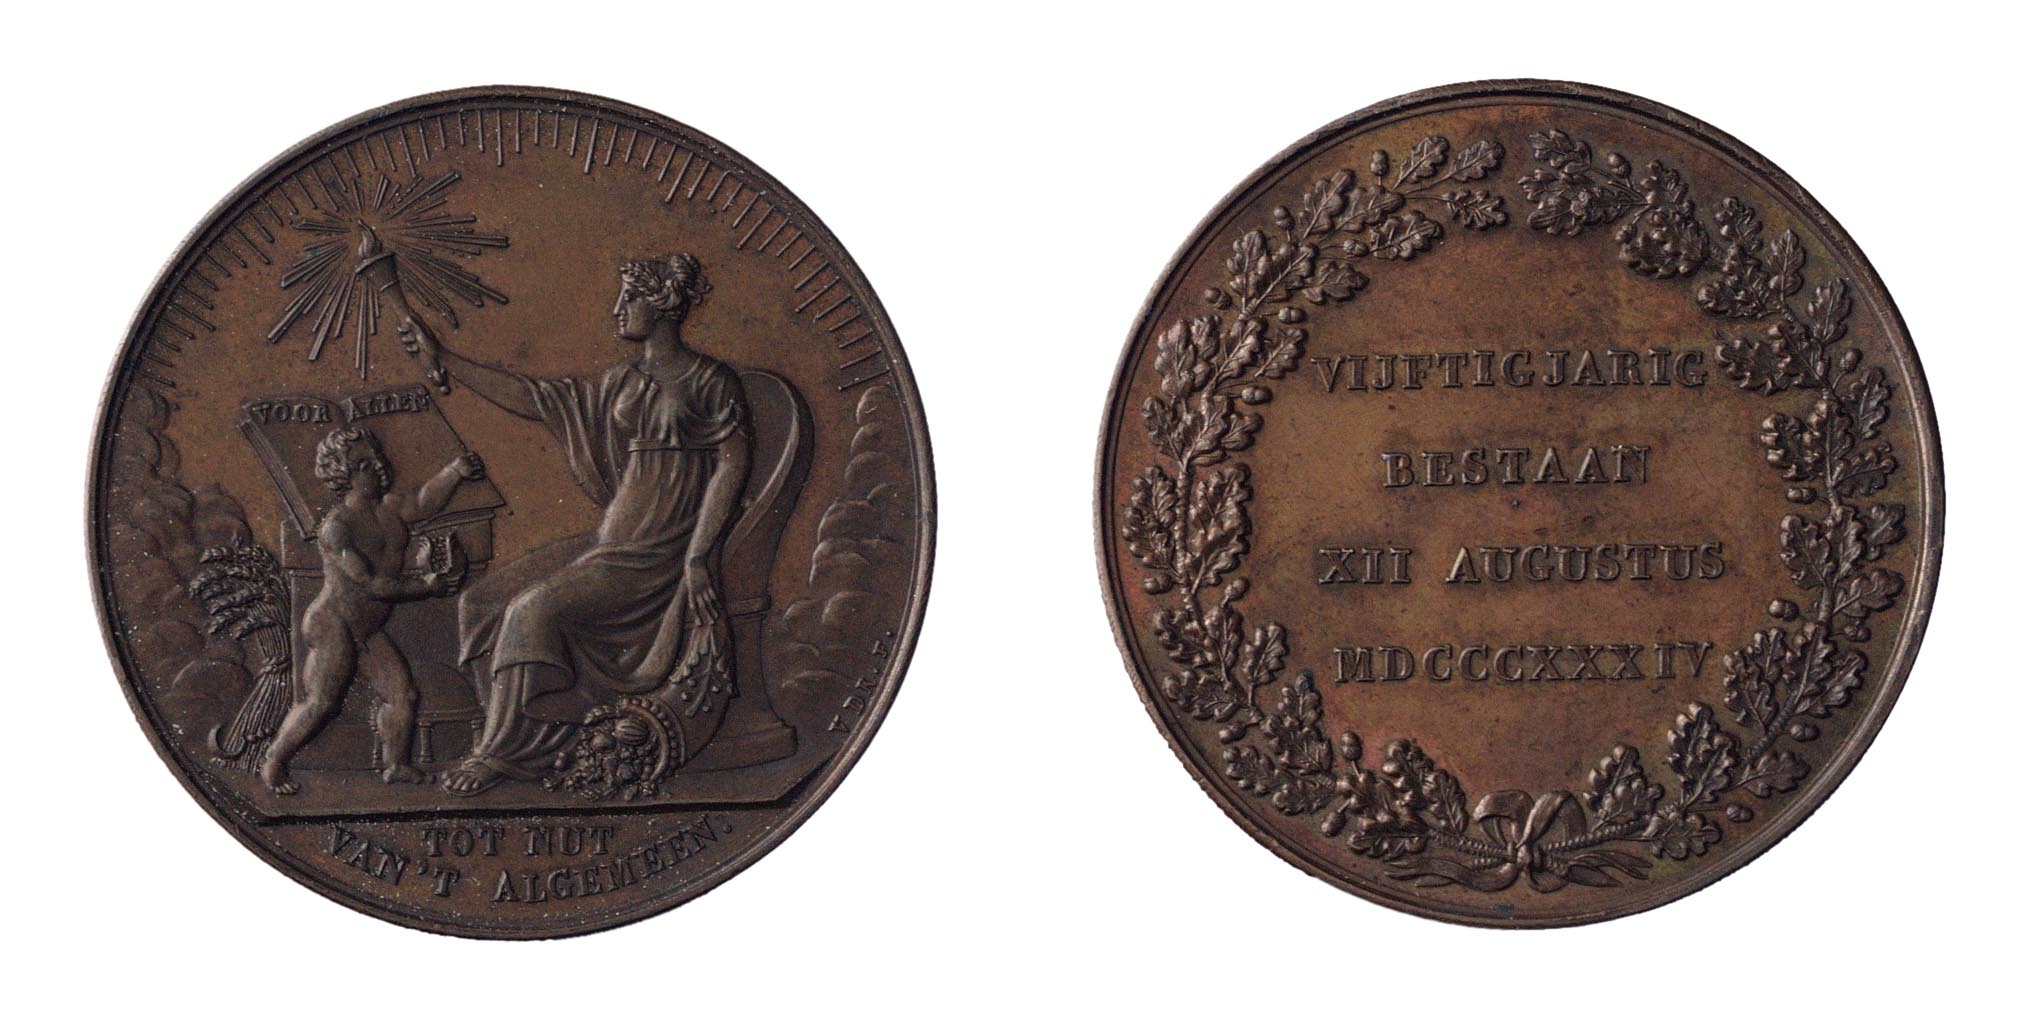 VOOR ALLEN
V.D.K.F.
TOT NUT
VAN 'T ALGEMEEN.
VIJFTIGJARIG
BESTAAN
XII AUGUSTUS
MDCCCXXXIV